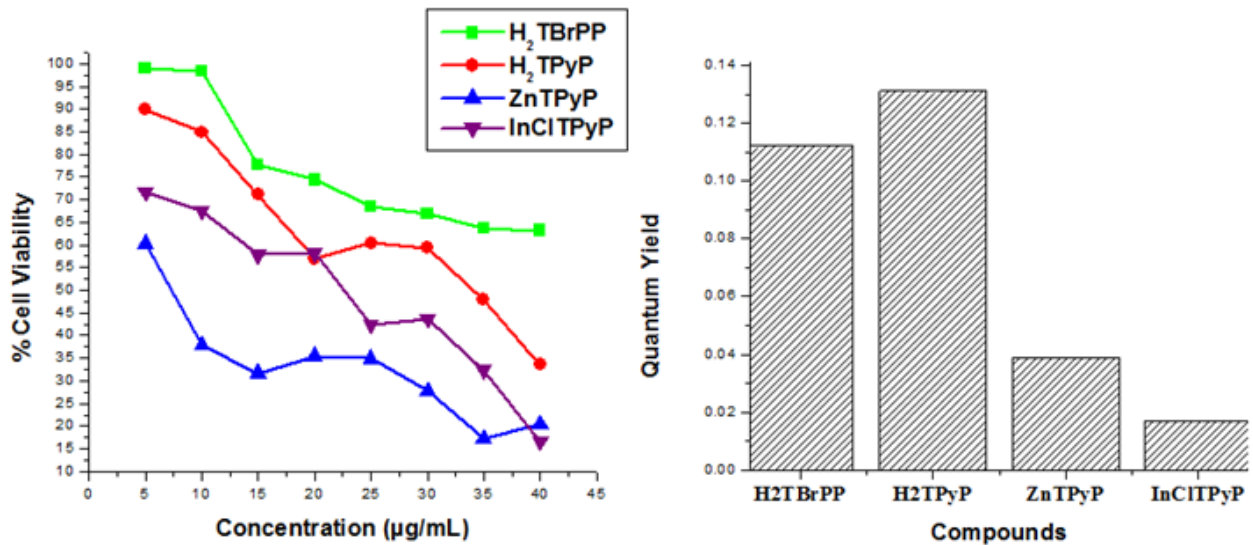 H₂TBrPP
H₂TPyP
ZnTPyP
InClTPyP
100
95
90
85
80
75
70
65
60
55
50
45
40
35
30
25
20
15
10
0 5 10 15 20 25 30 35 40 45
% Cell Viability
Concentration (µg/mL)
0.14
0.12
0.10
0.08
0.06
0.04
0.02
0.00
Quantum Yield
H2TBrPP H2TPyP ZnTPyP InClTPyP
Compounds